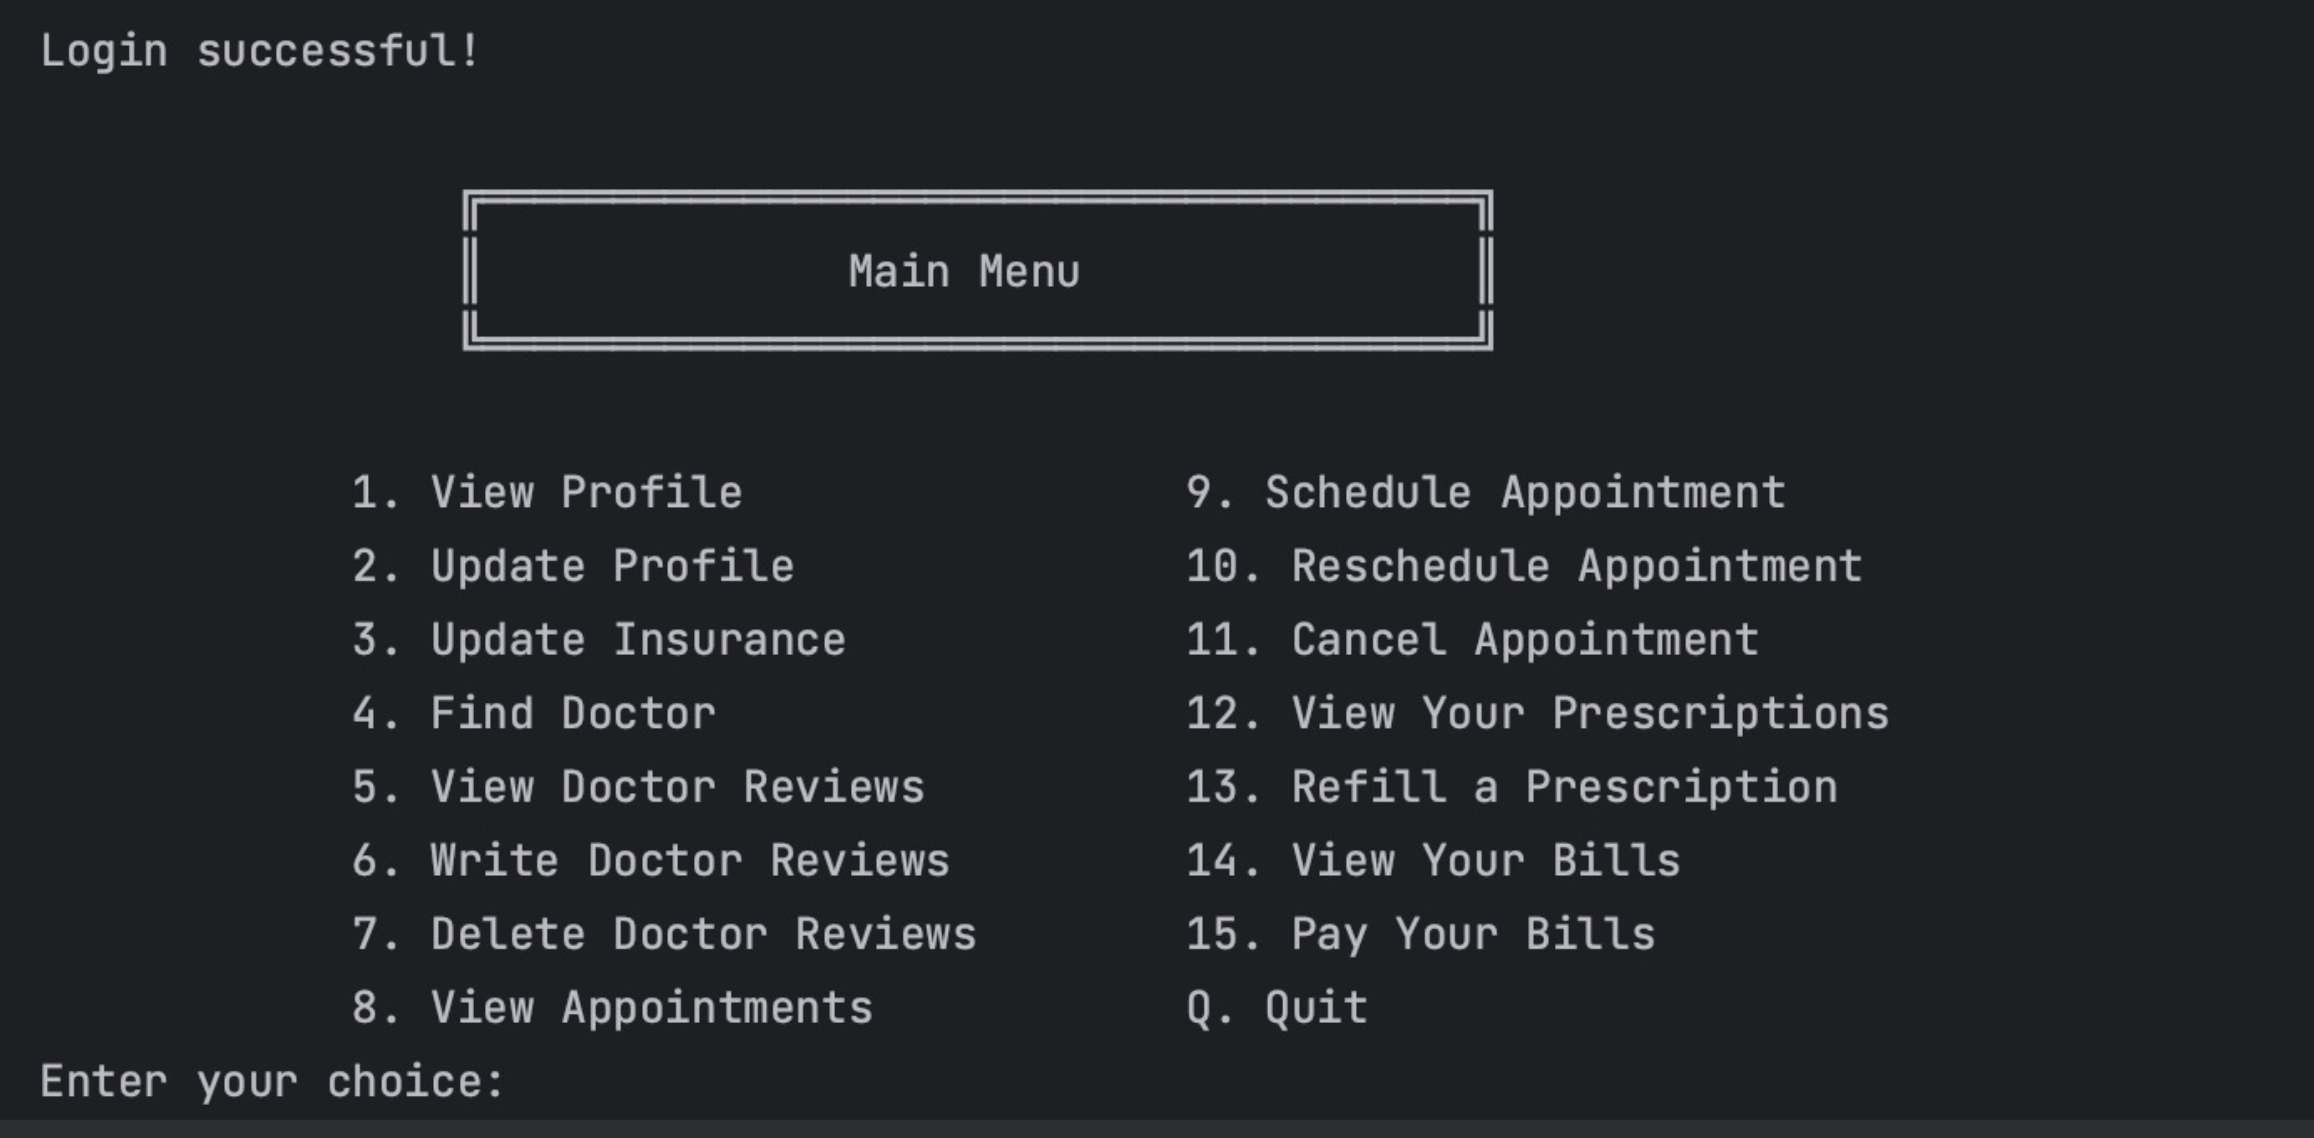 Login successful!
Main Menu
1. View Profile
2. Update Profile
3. Update Insurance
4. Find Doctor
5. View Doctor Reviews
6. Write Doctor Reviews
7. Delete Doctor Reviews
8. View Appointments
9. Schedule Appointment
10. Reschedule Appointment
11. Cancel Appointment
12. View Your Prescriptions
13. Refill a Prescription
14. View Your Bills
15. Pay Your Bills
Q. Quit
Enter your choice: